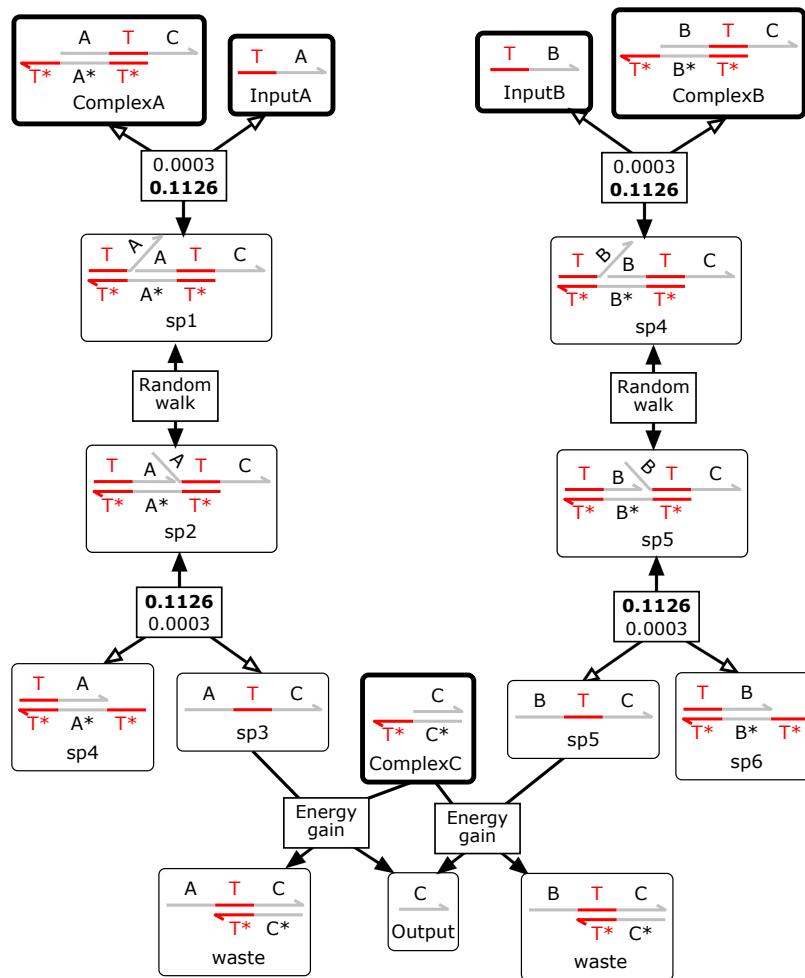 A T C
T* A* T*
ComplexA
T A
InputA
T B
InputB
B T C
T* B* T*
ComplexB
0.0003
0.1126
0.0003
0.1126
T A A T C
T* A* T*
sp1
T B B T C
T* B* T*
sp4
Random
walk
Random
walk
T A A T C
T* A* T*
sp2
T B B T C
T* B* T*
sp5
0.1126
0.0003
0.1126
0.0003
T A
T* A* T*
sp4
A T C
sp3
C
T* C*
ComplexC
B T C
sp5
T B
T* B* T*
sp6
Energy
gain
Energy
gain
A T C
T* C*
waste
C
Output
B T C
T* C*
waste